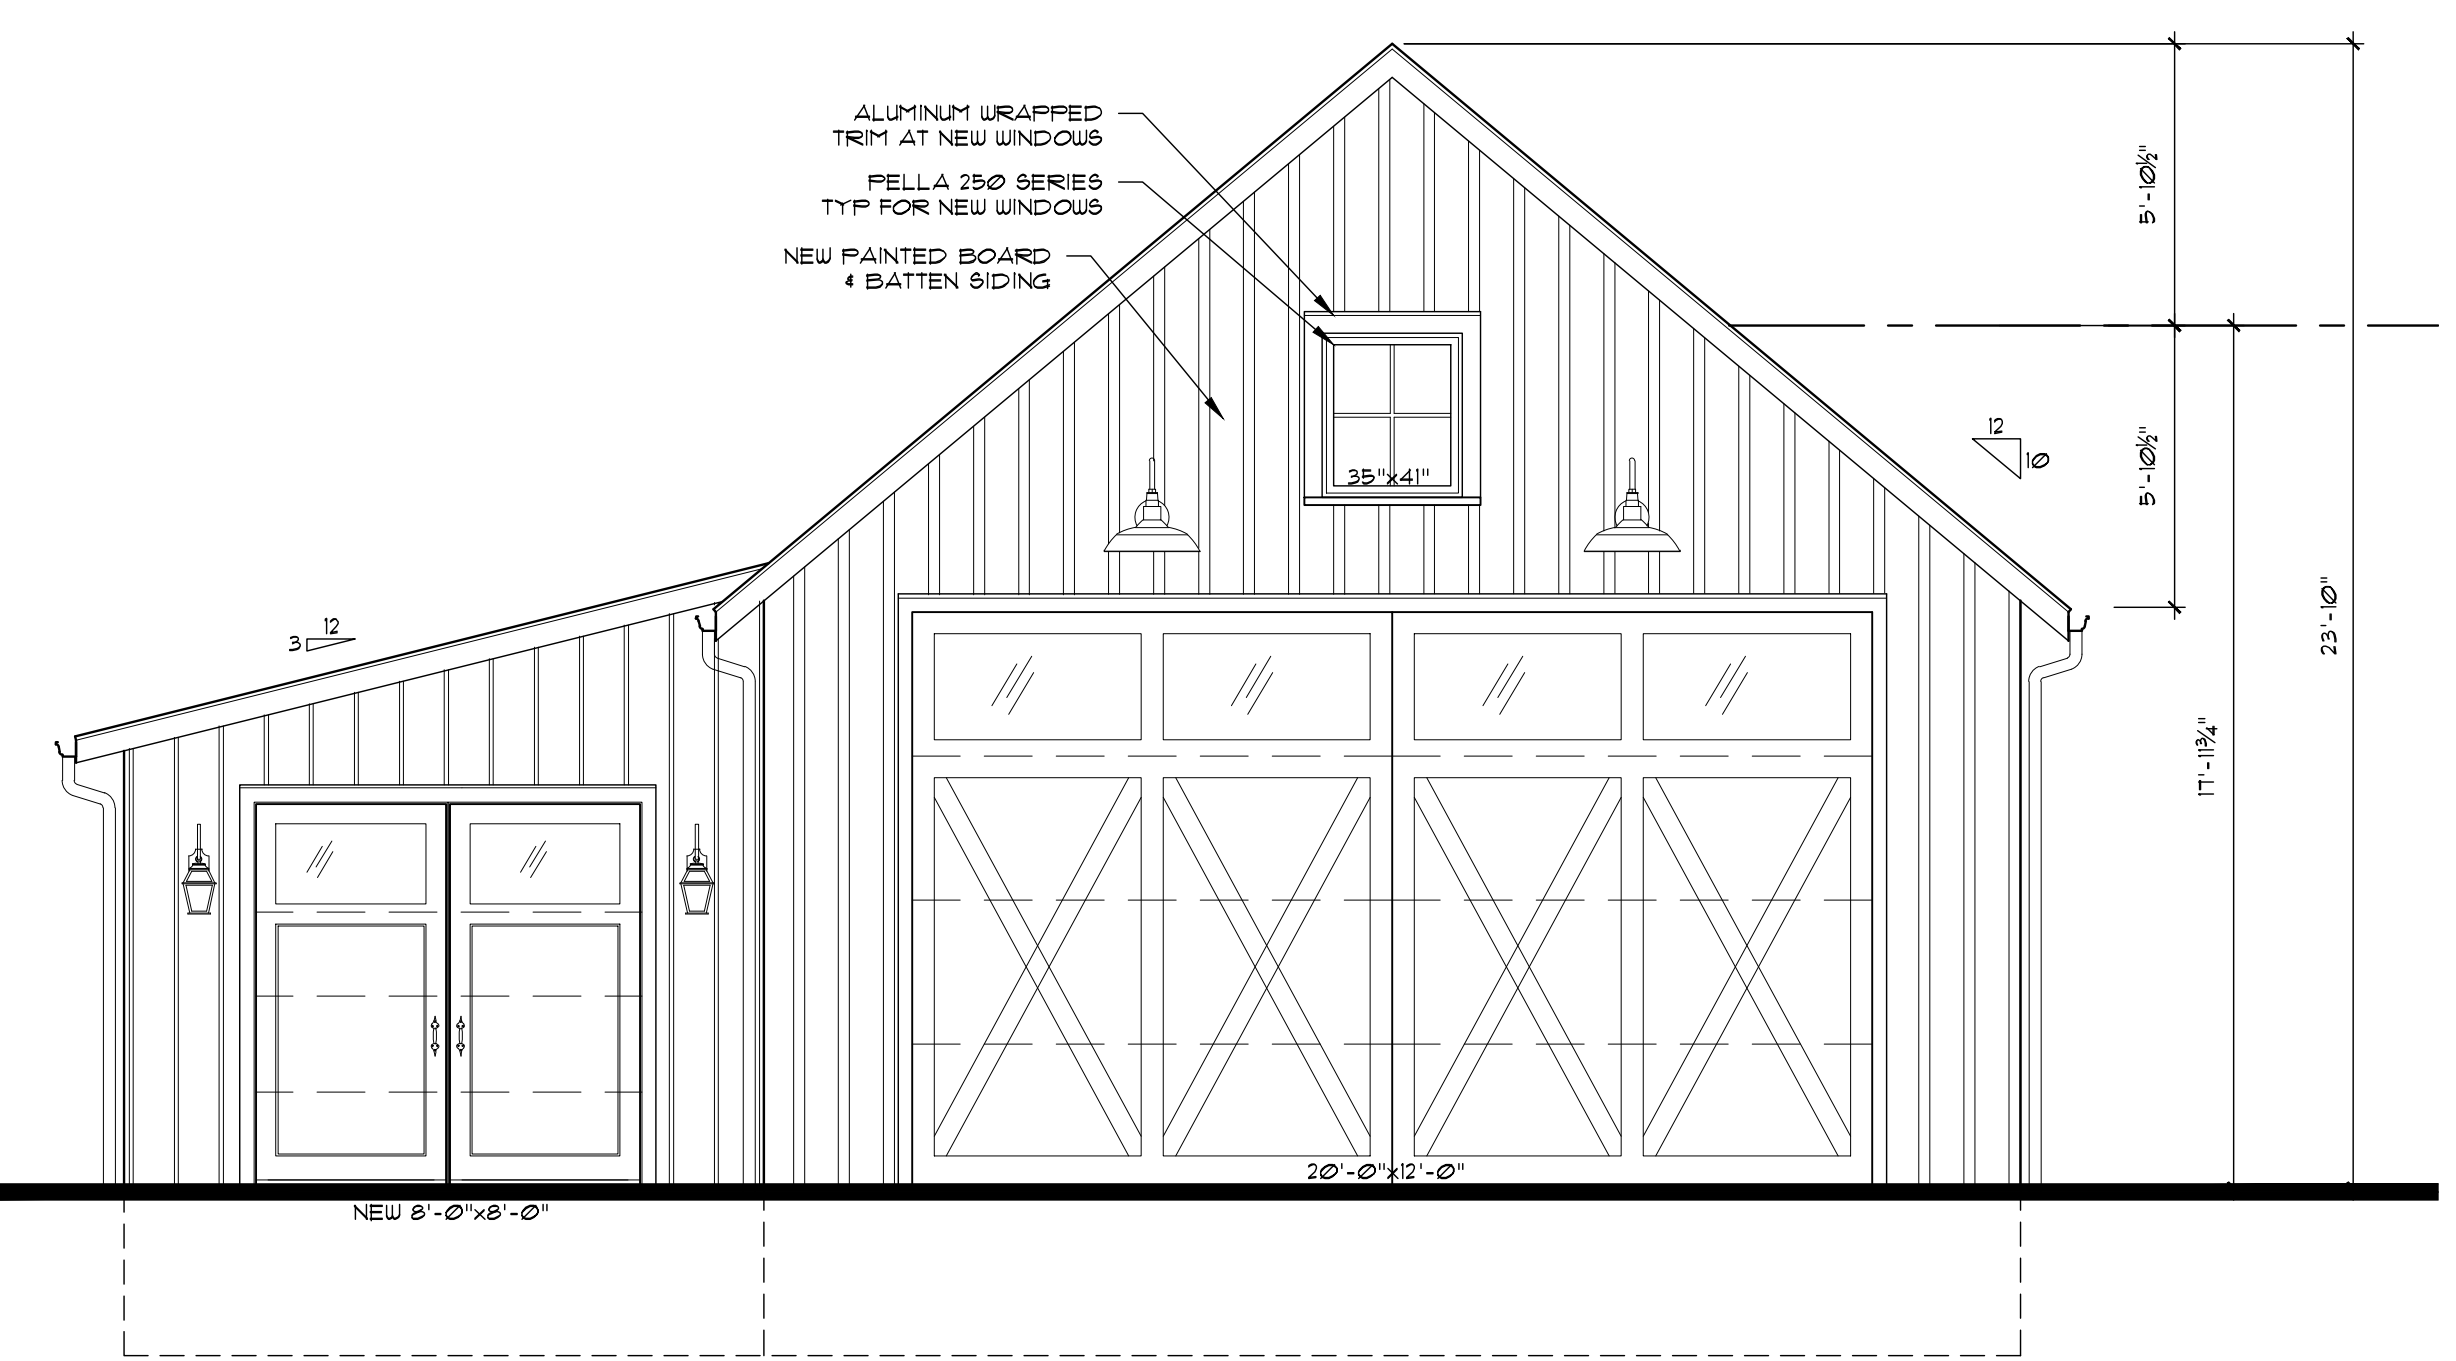 ALUMINUM WRAPPED
TRIM AT NEW WINDOWS
PELLA 250 SERIES
TYP FOR NEW WINDOWS
NEW PAINTED BOARD
& BATTEN SIDING
35"x41"
12
10
5'-10½"
5'-10½"
17'-11¾"
23'-10"
12
3
20'-0"x12'-0"
NEW 8'-0"x8'-0"